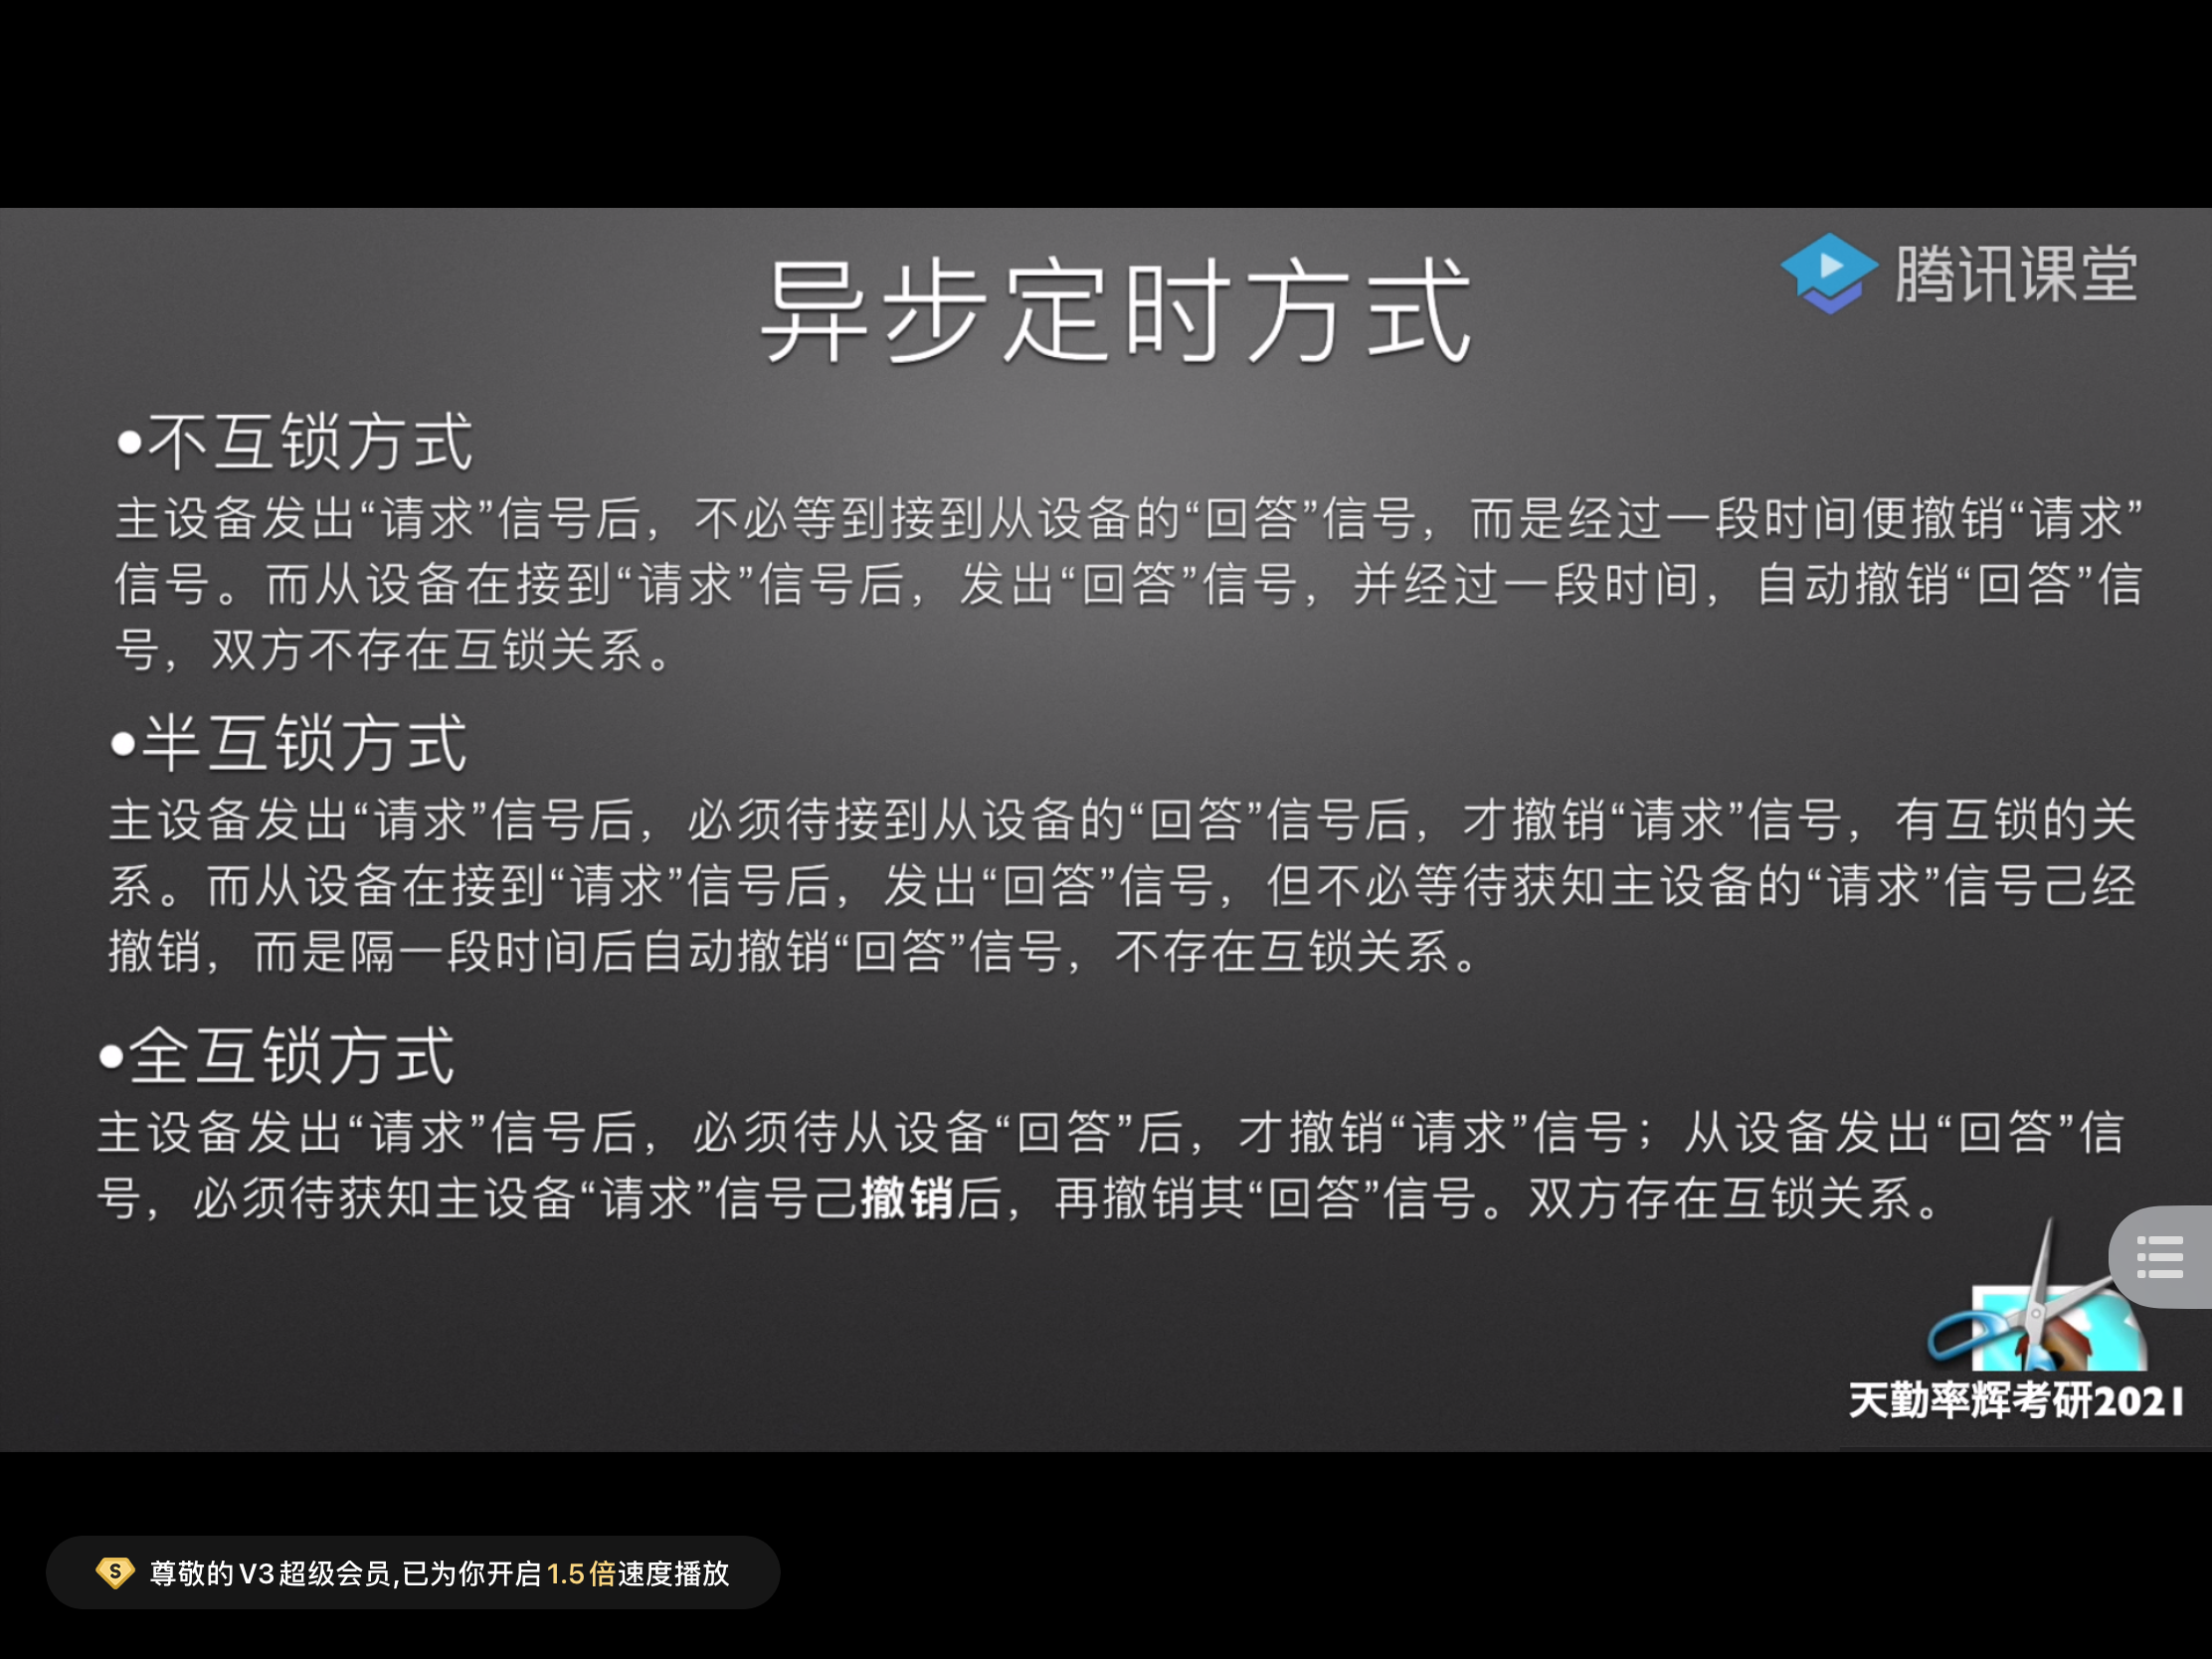 异步定时方式
腾讯课堂
•不互锁方式
主设备发出“请求”信号后，不必等到接到从设备的“回答”信号，而是经过一段时间便撤销“请求”
信号。而从设备在接到“请求”信号后，发出“回答”信号，并经过一段时间，自动撤销“回答”信
号，双方不存在互锁关系。
•半互锁方式
主设备发出“请求”信号后，必须待接到从设备的“回答”信号后，才撤销“请求”信号，有互锁的关
系。而从设备在接到“请求”信号后，发出“回答”信号，但不必等待获知主设备的“请求”信号己经
撤销，而是隔一段时间后自动撤销“回答”信号，不存在互锁关系。
•全互锁方式
主设备发出“请求”信号后，必须待从设备“回答”后，才撤销“请求”信号；从设备发出“回答”信
号，必须待获知主设备“请求”信号己撤销后，再撤销其“回答”信号。双方存在互锁关系。
天勤率辉考研2021
S 尊敬的V3超级会员,已为你开启1.5倍速度播放